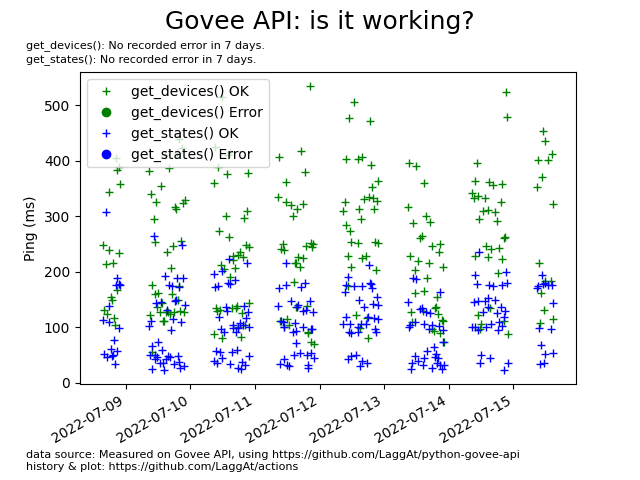 Govee API: is it working?
get_devices(): No recorded error in 7 days.
get_states(): No recorded error in 7 days.
get_devices() OK
get_devices() Error
get_states() OK
get_states() Error
Ping (ms)
500
400
300
200
100
0
2022-07-09
2022-07-10
2022-07-11
2022-07-12
2022-07-13
2022-07-14
2022-07-15
data source: Measured on Govee API, using https://github.com/LaggAt/python-govee-api
history & plot: https://github.com/LaggAt/actions